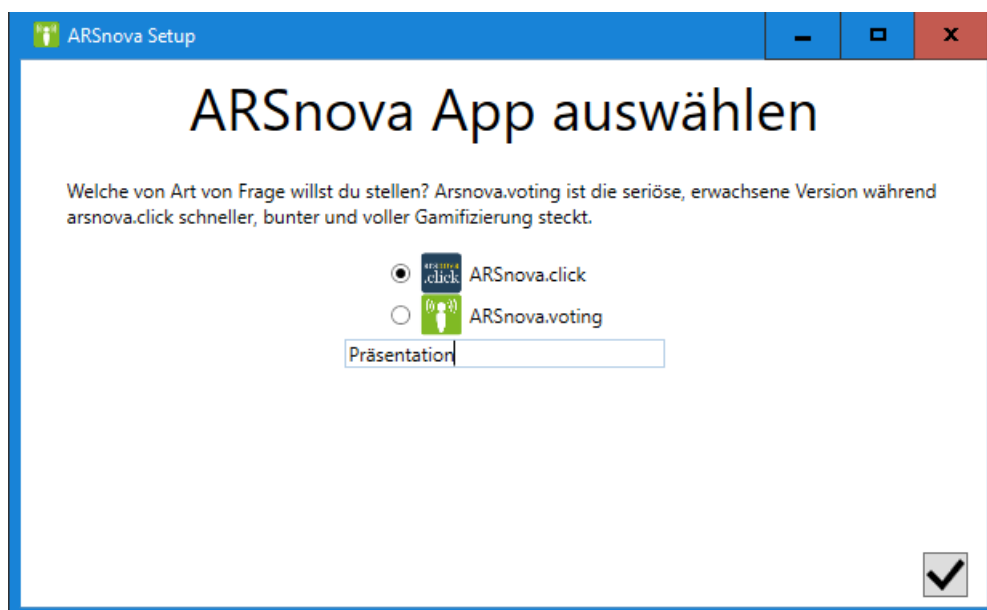 ARSnova Setup
ARSnova App auswählen
Welche von Art von Frage willst du stellen? Arsnova.voting ist die seriöse, erwachsene Version während
arsnova.click schneller, bunter und voller Gamifizierung steckt.
.click ARSnova.click
ARSnova.voting
Präsentation